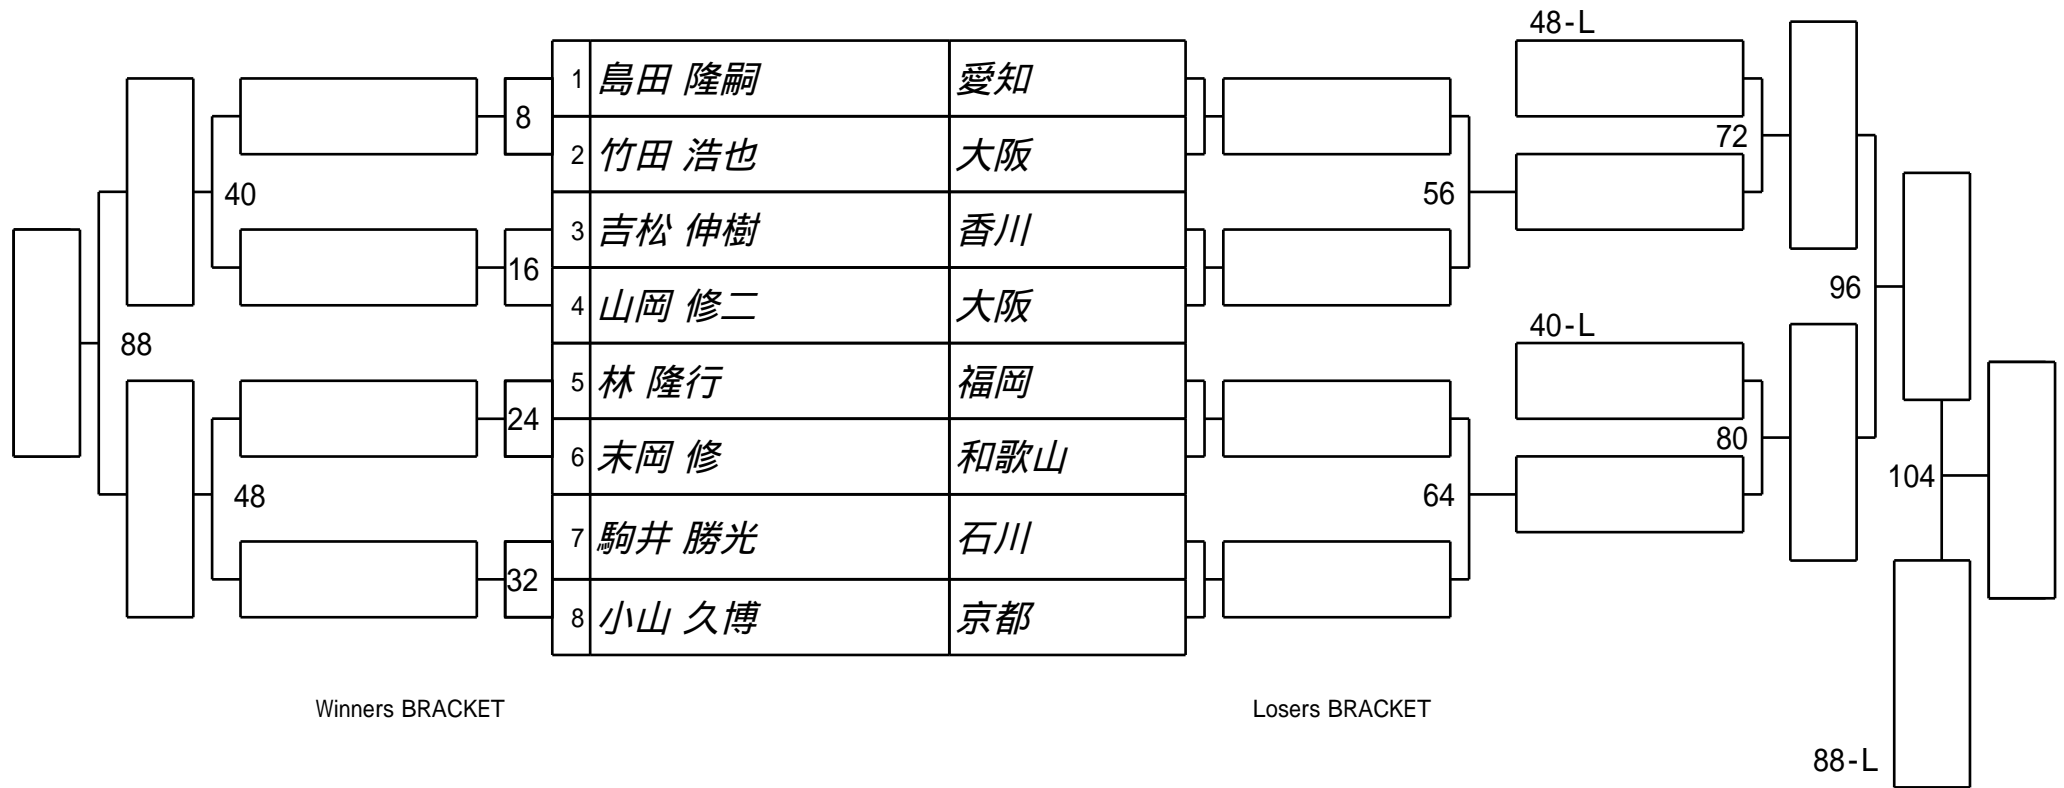 48-L
1 島田 隆嗣 愛知
8
72
2 竹田 浩也 大阪
40
56
3 吉松 伸樹 香川
16
96
4 山岡 修二 大阪
40-L
88
5 林 隆行 福岡
24
80
6 末岡 修 和歌山
104
48
64
7 駒井 勝光 石川
32
8 小山 久博 京都
Winners BRACKET
Losers BRACKET
88-L